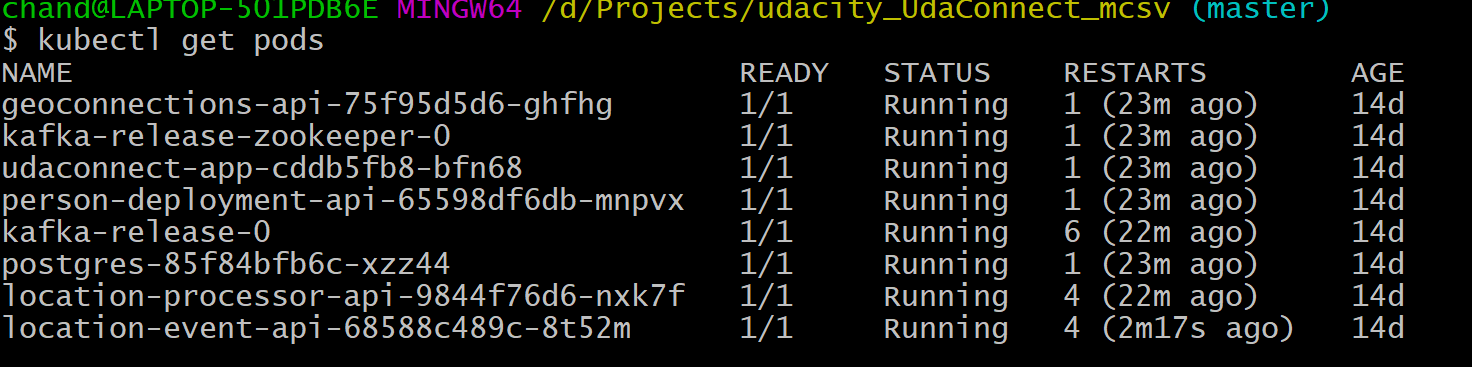 chand@LAPTOP-50IPDB6E MINGW64 /d/Projects/udacity_UdaConnect_mcsv (master)
$ kubectl get pods
NAME READY STATUS RESTARTS AGE
geoconnections-api-75f95d5d6-ghfhg 1/1 Running 1 (23m ago) 14d
kafka-release-zookeeper-0 1/1 Running 1 (23m ago) 14d
udaconnect-app-cddb5fb8-bfn68 1/1 Running 1 (23m ago) 14d
person-deployment-api-65598df6db-mnpvx 1/1 Running 1 (23m ago) 14d
kafka-release-0 1/1 Running 6 (22m ago) 14d
postgres-85f84bfb6c-xzz44 1/1 Running 1 (23m ago) 14d
location-processor-api-9844f76d6-nxk7f 1/1 Running 4 (22m ago) 14d
location-event-api-68588c489c-8t52m 1/1 Running 4 (2m17s ago) 14d